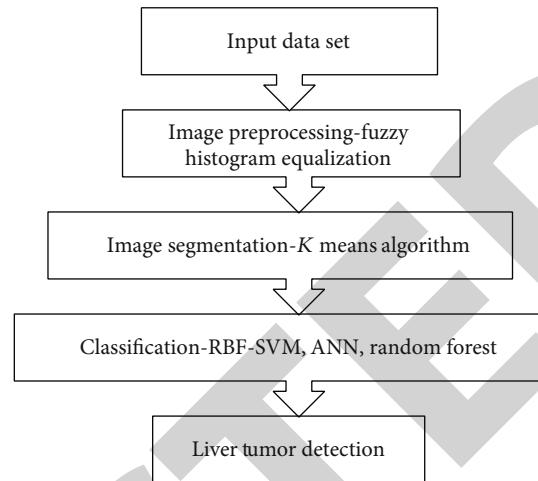 Input data set
Image preprocessing-fuzzy
histogram equalization
Image segmentation-K means algorithm
Classification-RBF-SVM, ANN, random forest
Liver tumor detection